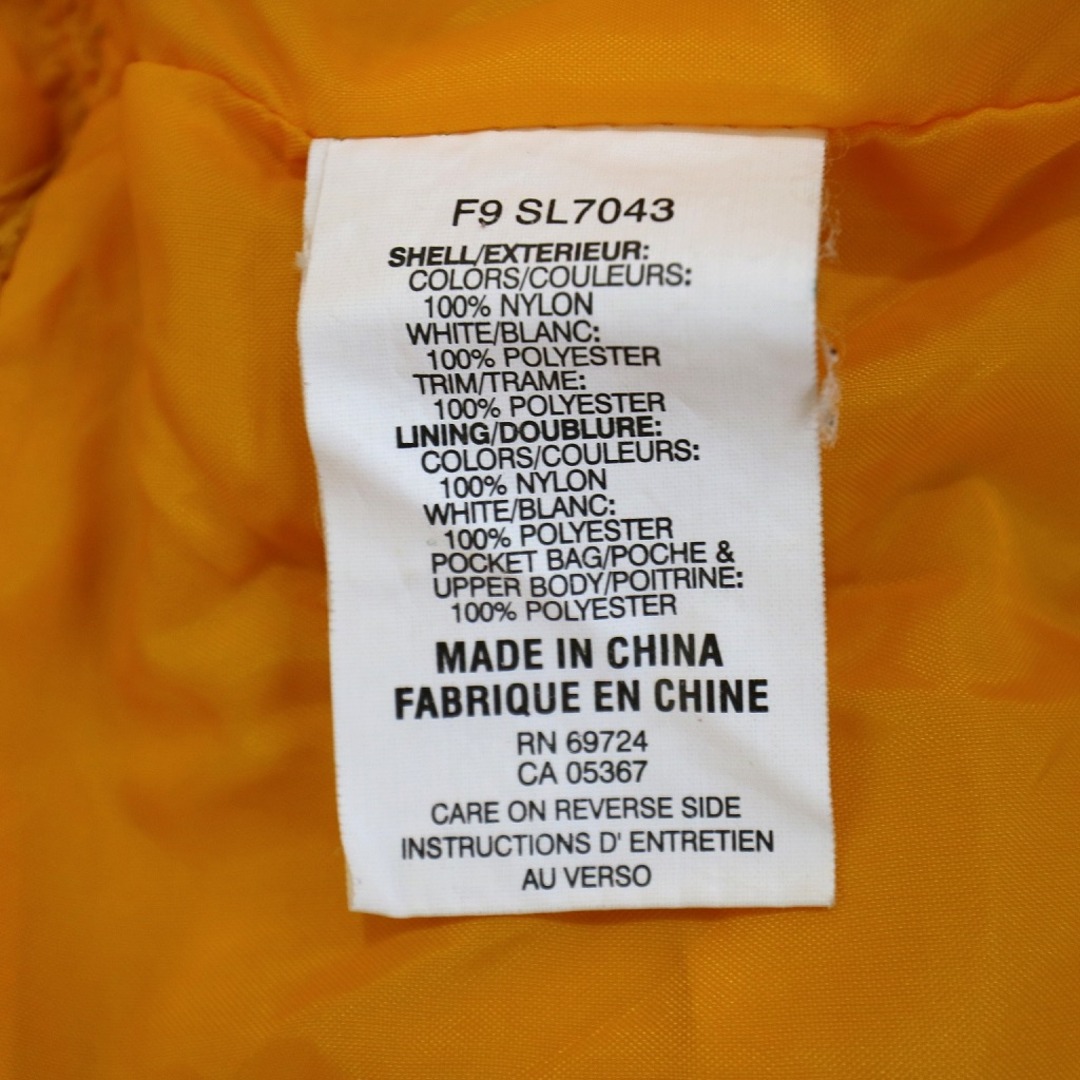 F9 SL7043
SHELL/EXTERIEUR:
COLORS/COULEURS:
100% NYLON
WHITE/BLANC:
100% POLYESTER
TRIM/TRAME:
100% POLYESTER
LINING/DOUBLURE:
COLORS/COULEURS:
100% NYLON
WHITE/BLANC:
100% POLYESTER
POCKET BAG/POCHE &
UPPER BODY/POITRINE:
100% POLYESTER
MADE IN CHINA
FABRIQUE EN CHINE
RN 69724
CA 05367
CARE ON REVERSE SIDE
INSTRUCTIONS D' ENTRETIEN
AU VERSO